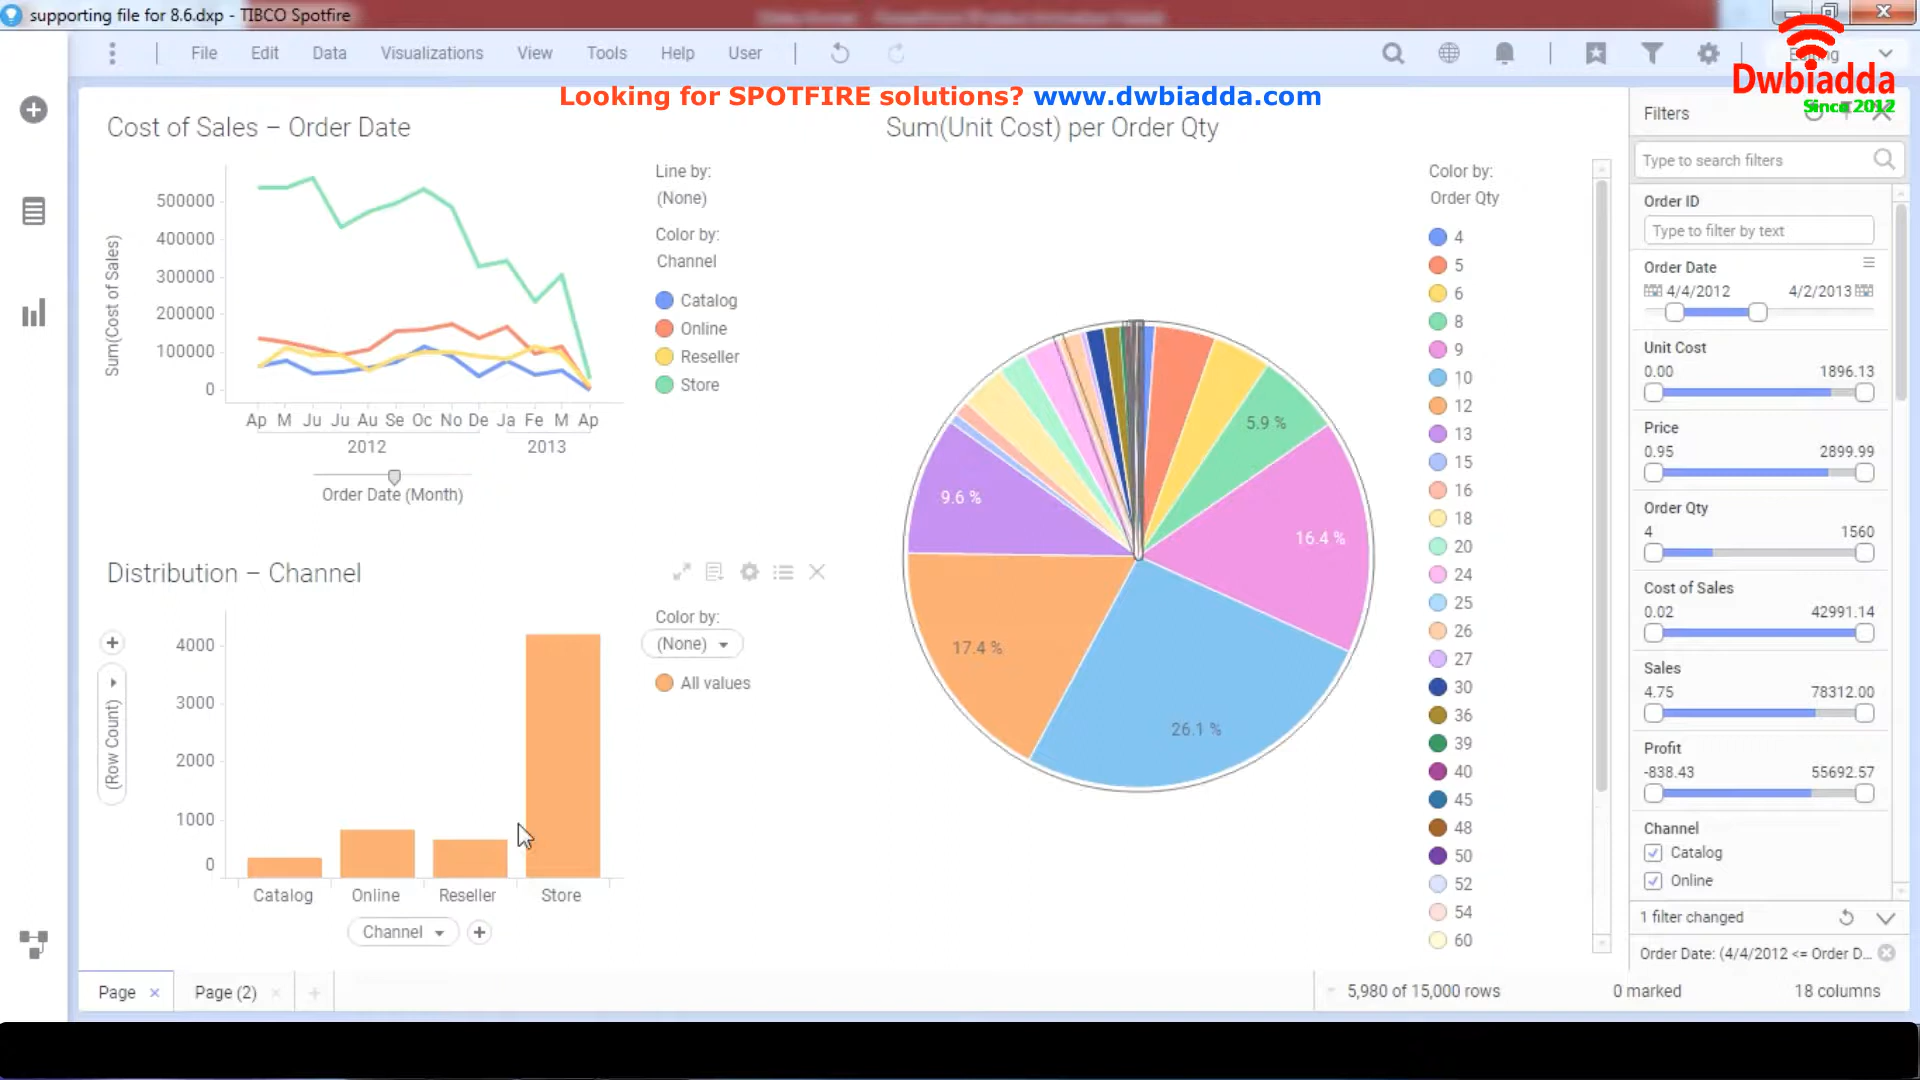 supporting file for 8.6.dxp - TIBCO Spotfire
File Edit Data Visualizations View Tools Help User
Dwbiadda
Since 2012
Looking for SPOTFIRE solutions? www.dwbiadda.com
Cost of Sales – Order Date
Sum(Cost of Sales)
500000
400000
300000
200000
100000
0
Ap M Ju Ju Au Se Oc No De Ja Fe M Ap
2012 2013
Order Date (Month)
Line by:
(None)
Color by:
Channel
Catalog
Online
Reseller
Store
Distribution – Channel
(Row Count)
4000
3000
2000
1000
0
Catalog Online Reseller Store
Channel
Color by:
(None)
All values
Sum(Unit Cost) per Order Qty
5.9 %
16.4 %
26.1 %
17.4 %
9.6 %
Color by:
Order Qty
4
5
6
8
9
10
12
13
15
16
18
20
24
25
26
27
30
36
39
40
45
48
50
52
54
60
Filters
Type to search filters
Order ID
Type to filter by text
Order Date
4/4/2012 4/2/2013
Unit Cost
0.00 1896.13
Price
0.95 2899.99
Order Qty
4 1560
Cost of Sales
0.02 42991.14
Sales
4.75 78312.00
Profit
-838.43 55692.57
Channel
Catalog
Online
1 filter changed
Order Date: (4/4/2012 <= Order D...
Page Page (2)
5,980 of 15,000 rows 0 marked 18 columns